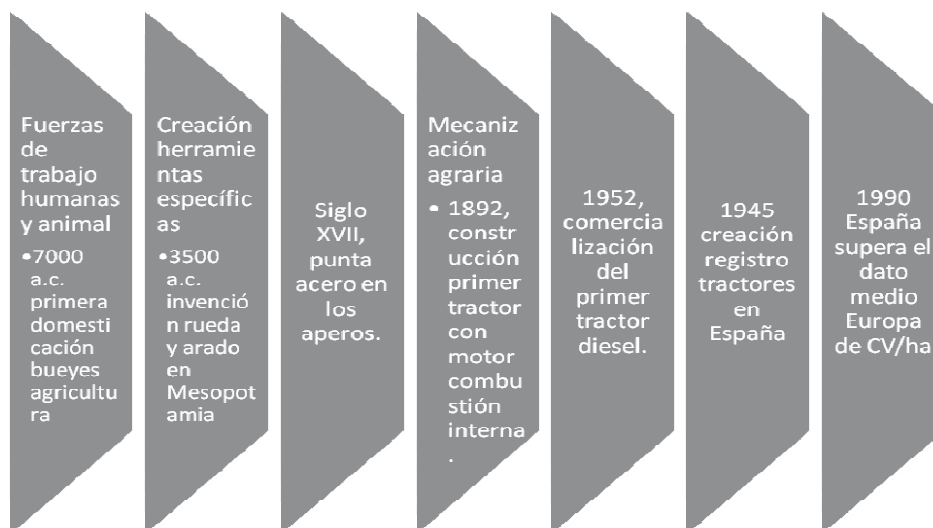 Fuerzas
de
trabajo
humanas
y animal
•7000
a.c.
primera
domesti
cación
bueyes
agricultu
ra
Creación
herramie
ntas
específic
as
•3500
a.c.
invenció
n rueda
y arado
en
Mesopot
amia
Siglo
XVII,
punta
acero en
los
aperos.
Mecaniz
ación
agraria
• 1892,
constr
ucción
primer
tractor
con
motor
combu
stión
interna
.
1952,
comercia
lización
del
primer
tractor
diesel.
1945
creación
registro
tractores
en
España
1990
España
supera el
dato
medio
Europa
de CV/ha